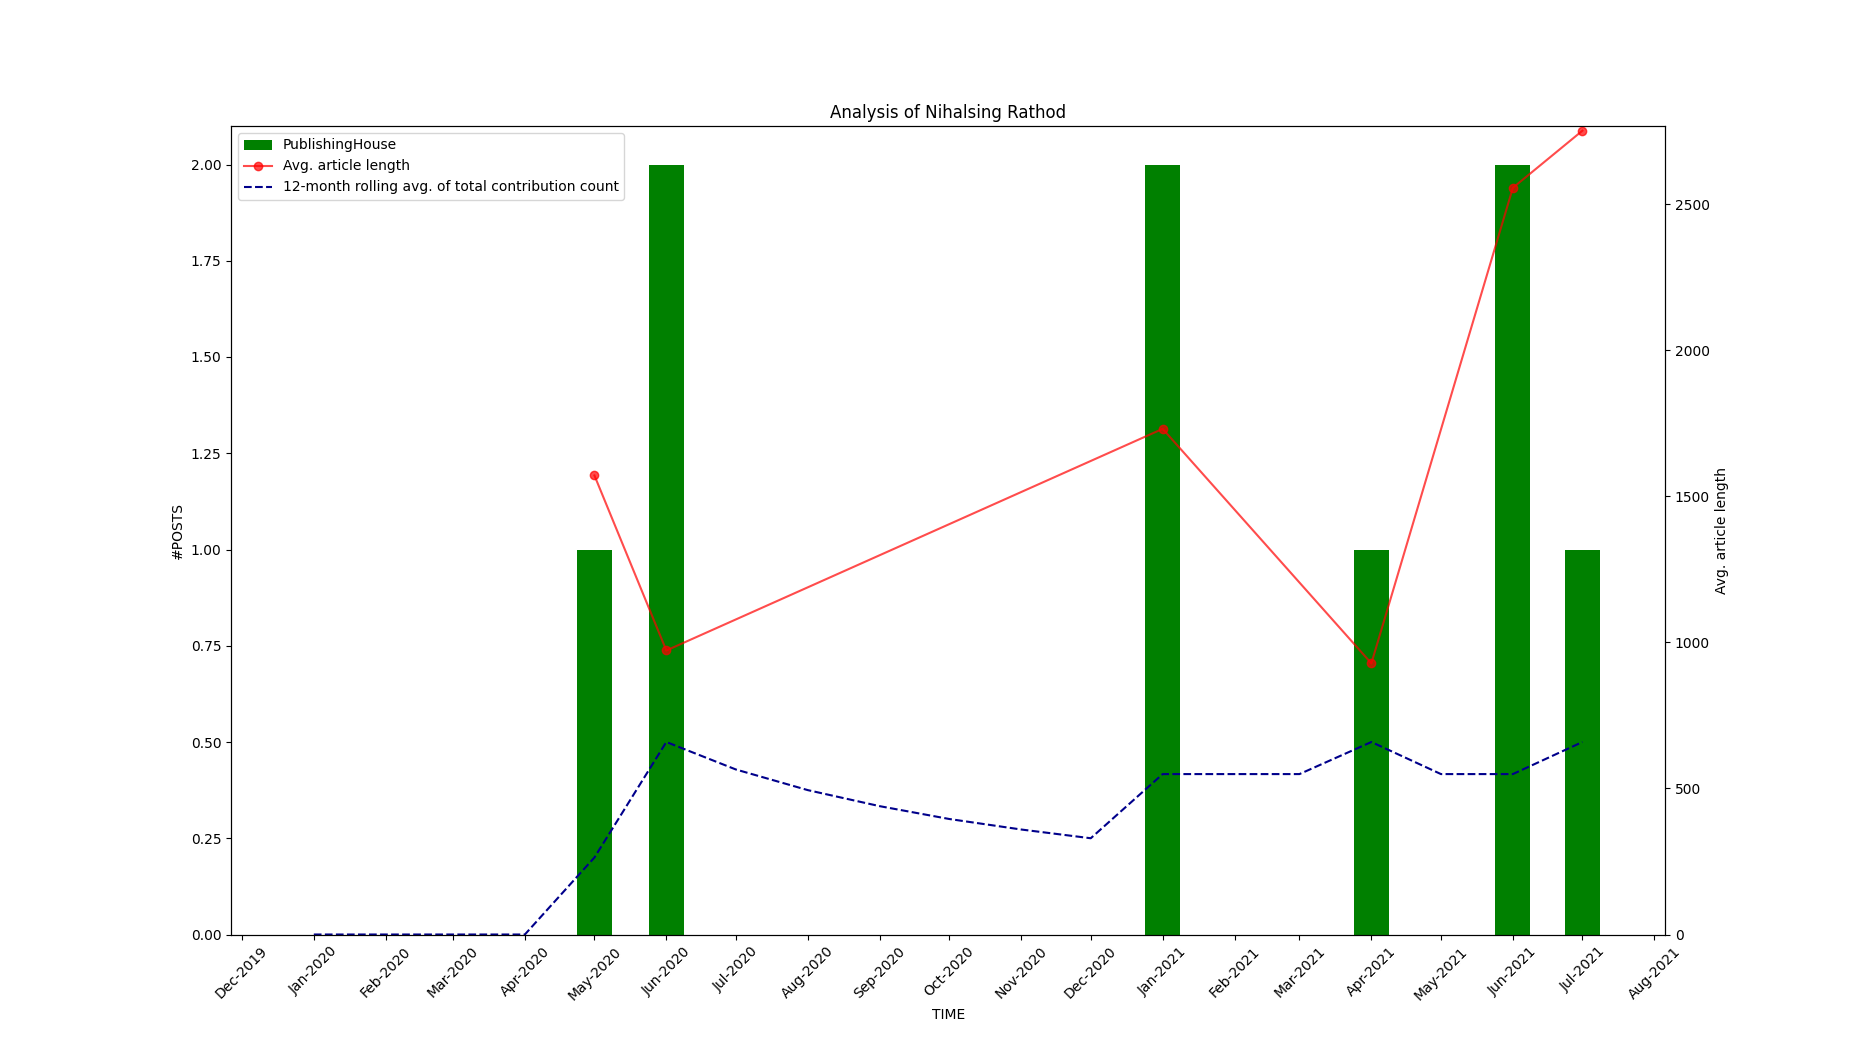 Analysis of Nihalsing Rathod
PublishingHouse
Avg. article length
12-month rolling avg. of total contribution count
#POSTS
2.00
1.75
1.50
1.25
1.00
0.75
0.50
0.25
0.00
2500
2000
1500
1000
500
0
Avg. article length
Dec-2019
Jan-2020
Feb-2020
Mar-2020
Apr-2020
May-2020
Jun-2020
Jul-2020
Aug-2020
Sep-2020
Oct-2020
Nov-2020
Dec-2020
Jan-2021
Feb-2021
Mar-2021
Apr-2021
May-2021
Jun-2021
Jul-2021
Aug-2021
TIME